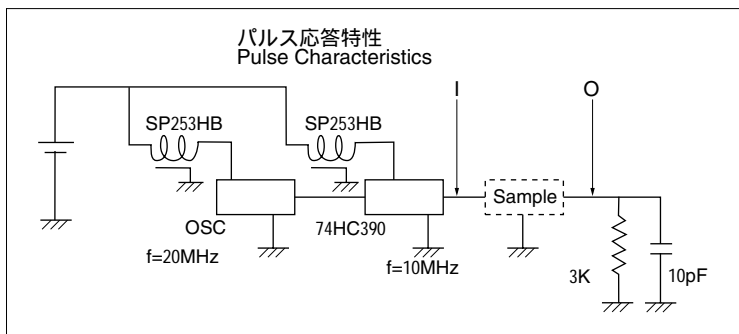 パルス応答特性
Pulse Characteristics
I
O
SP253HB
SP253HB
Sample
OSC
74HC390
f=20MHz
f=10MHz
3K
10pF